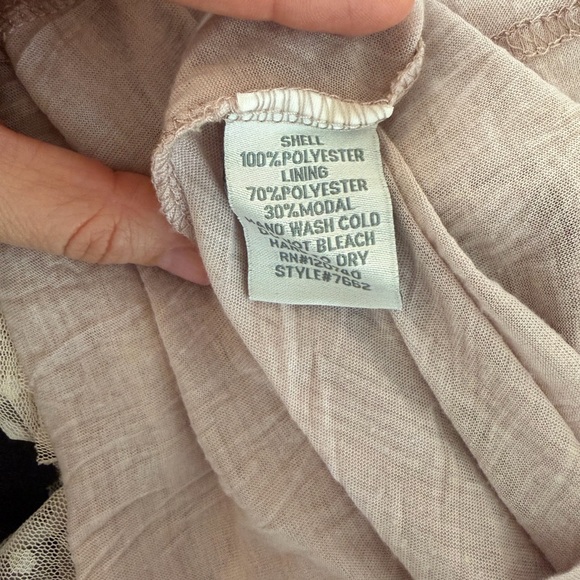 SHELL
100%POLYESTER
LINING
70%POLYESTER
30%MODAL
WASH COLD
BLEACH
DRY
STYLE#7662